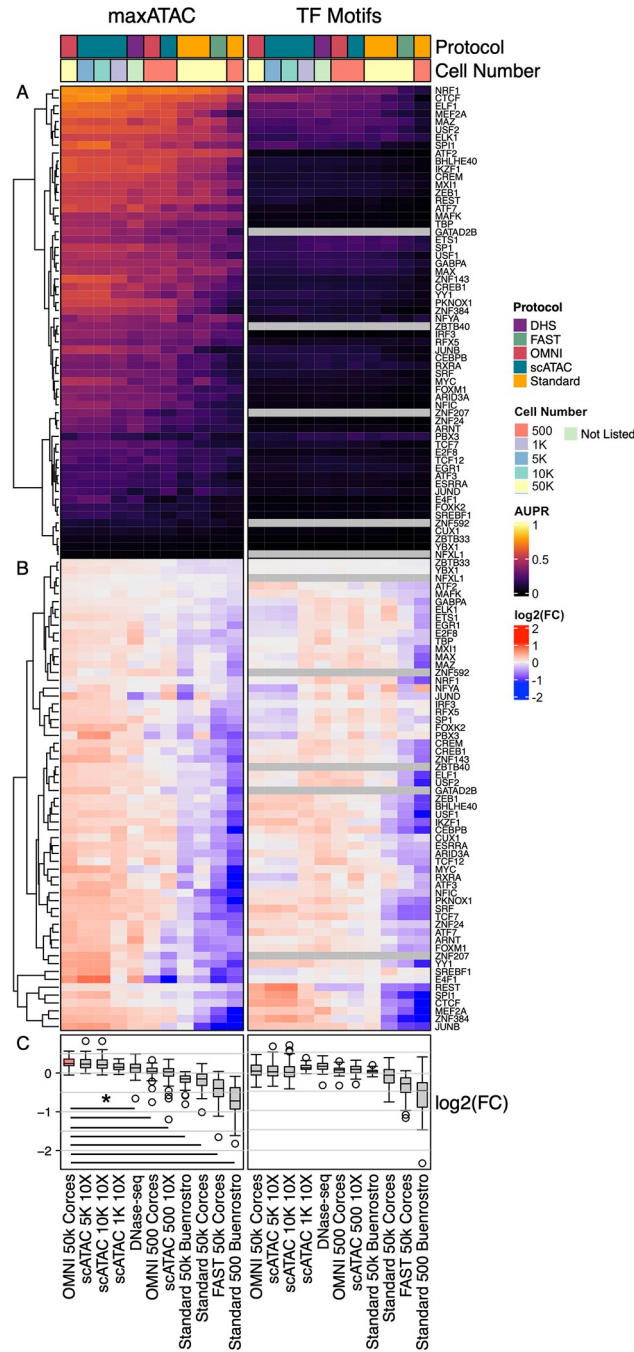 maxATAC
TF Motifs
Protocol
Cell Number
A
NRF1
CTCF
ELF1
MEF2A
MAZ
USF2
ELK1
SPI1
ATF2
BHLHE40
IKZF1
CREM
MXI1
ZEB1
REST
ATF7
MAFK
TBP
GATAD2B
ETS1
SP1
USF1
GABPA
MAX
ZNF143
CREB1
YY1
PKNOX1
ZNF384
NFYA
ZBTB40
IRF3
RFX5
JUNB
CEBPB
RXRA
SRF
MYC
FOXM1
ARID3A
NFIC
ZNF207
ZNF24
ARNT
PBX3
TCF7
E2F8
TCF12
EGR1
ATF3
ESRRA
JUND
E4F1
FOXK2
SREBF1
ZNF592
CUX1
ZBTB33
YBX1
NFXL1
B
ZBTB33
YBX1
NFXL1
ATF2
MAFK
GABPA
ELK1
ETS1
EGR1
E2F8
TBP
MXI1
MAX
MAZ
ZNF592
NRF1
NFYA
JUND
IRF3
RFX5
SP1
FOXK2
PBX3
CREM
CREB1
ZNF143
ZBTB40
ELF1
USF2
GATAD2B
ZEB1
BHLHE40
USF1
IKZF1
CEBPB
CUX1
ESRRA
ARID3A
TCF12
MYC
RXRA
ATF3
NFIC
PKNOX1
SRF
TCF7
ZNF24
ATF7
ARNT
FOXM1
ZNF207
YY1
SREBF1
E4F1
REST
SPI1
CTCF
MEF2A
ZNF384
JUNB
Protocol
DHS
FAST
OMNI
scATAC
Standard
Cell Number
500
Not Listed
1K
5K
10K
50K
AUPR
1
0.5
0
log2(FC)
2
1
0
-1
-2
C
0
−1
−2
*
log2(FC)
OMNI 50k Corces
scATAC 5K 10X
scATAC 10K 10X
scATAC 1K 10X
DNase-seq
OMNI 500 Corces
scATAC 500 10X
Standard 50k Buenrostro
Standard 50k Corces
FAST 50k Corces
Standard 500 Buenrostro
OMNI 50k Corces
scATAC 5K 10X
scATAC 10K 10X
scATAC 1K 10X
DNase-seq
OMNI 500 Corces
scATAC 500 10X
Standard 50k Buenrostro
Standard 50k Corces
FAST 50k Corces
Standard 500 Buenrostro